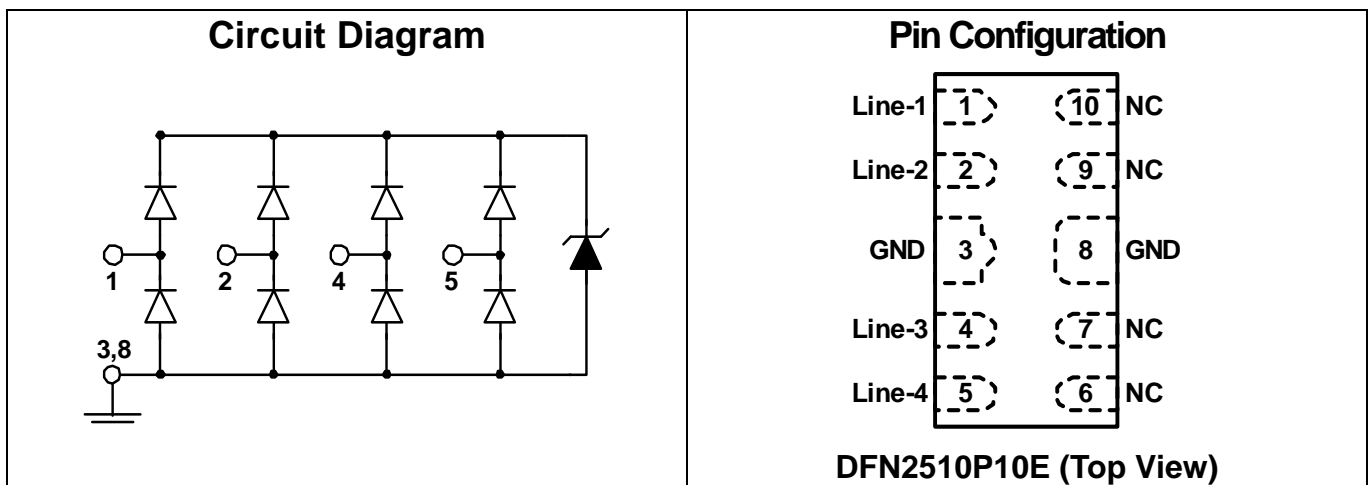 Circuit Diagram
1
2
4
5
3,8
Pin Configuration
Line-1 1 10 NC
Line-2 2 9 NC
GND 3 8 GND
Line-3 4 7 NC
Line-4 5 6 NC
DFN2510P10E (Top View)